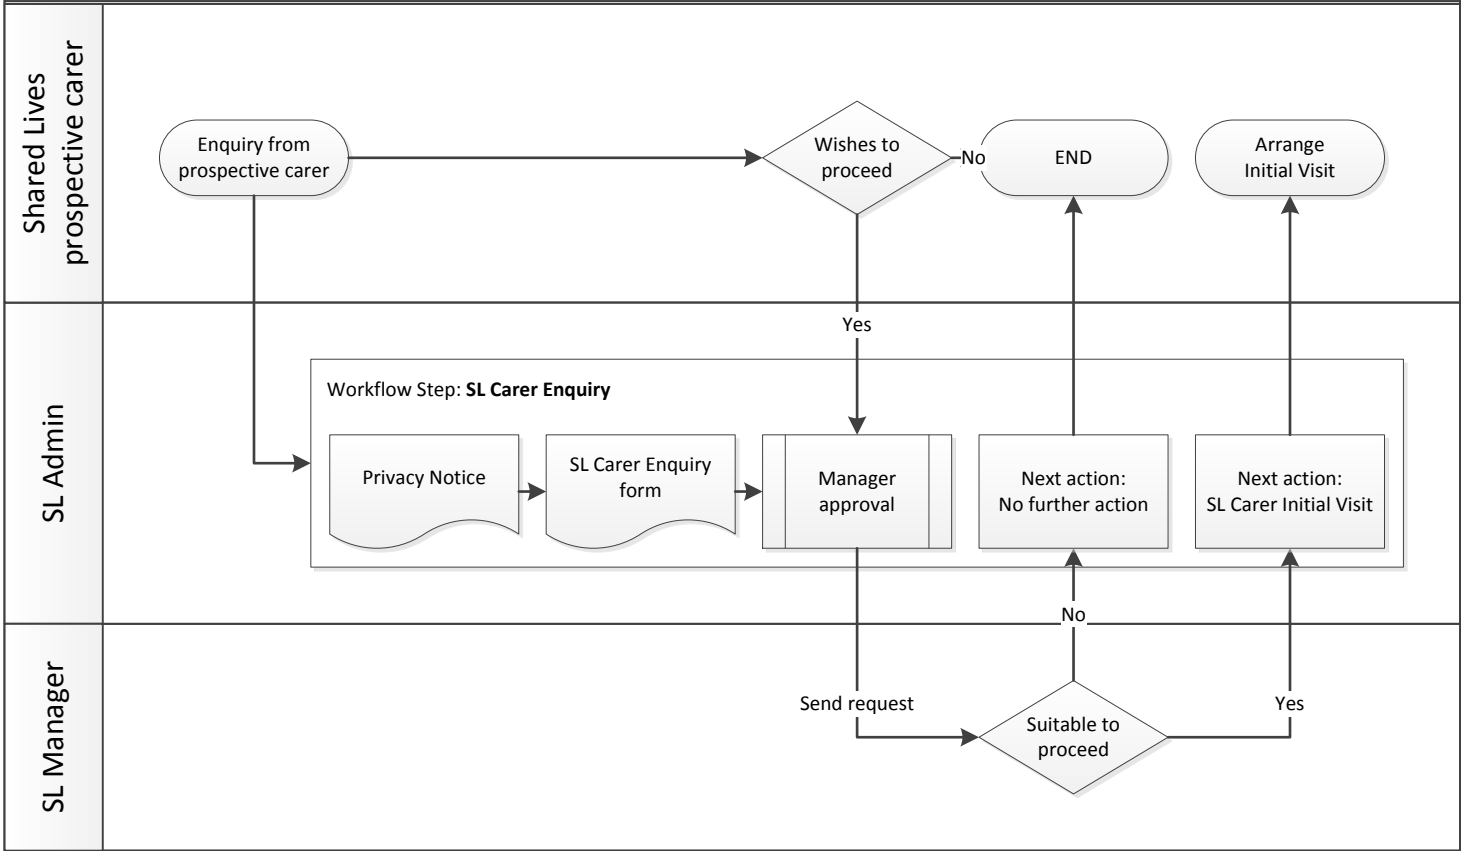 Shared Lives
prospective carer
Enquiry from
prospective carer
Wishes to
proceed
No
END
Arrange
Initial Visit
SL Admin
Yes
Workflow Step: SL Carer Enquiry
Privacy Notice
SL Carer Enquiry
form
Manager
approval
Next action:
No further action
Next action:
SL Carer Initial Visit
No
SL Manager
Send request
Suitable to
proceed
Yes